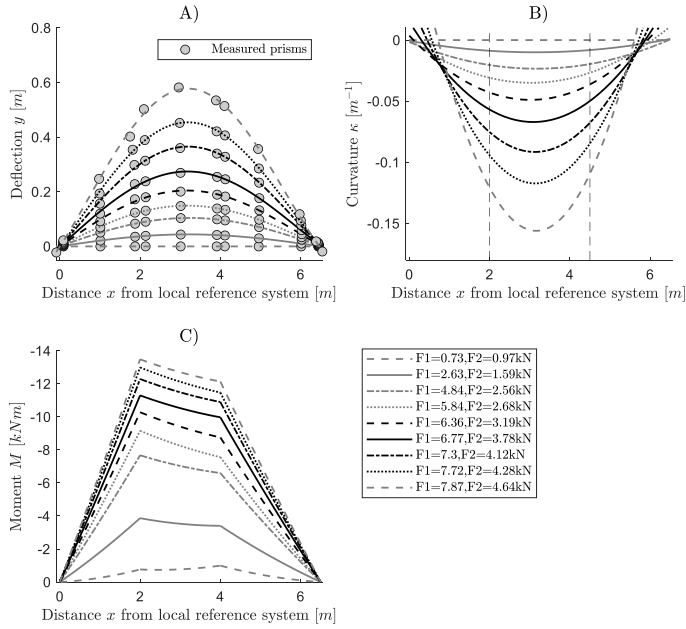 A)
0.8
0.6
0.4
0.2
0
Deflection y [m]
Measured prisms
0 2 4 6
Distance x from local reference system [m]
B)
0
-0.05
-0.1
-0.15
Curvature κ [m⁻¹]
0 2 4 6
Distance x from local reference system [m]
C)
-14
-12
-10
-8
-6
-4
-2
0
Moment M [kNm]
0 2 4 6
Distance x from local reference system [m]
F1=0.73,F2=0.97kN
F1=2.63,F2=1.59kN
F1=4.84,F2=2.56kN
F1=5.84,F2=2.68kN
F1=6.36,F2=3.19kN
F1=6.77,F2=3.78kN
F1=7.3,F2=4.12kN
F1=7.72,F2=4.28kN
F1=7.87,F2=4.64kN